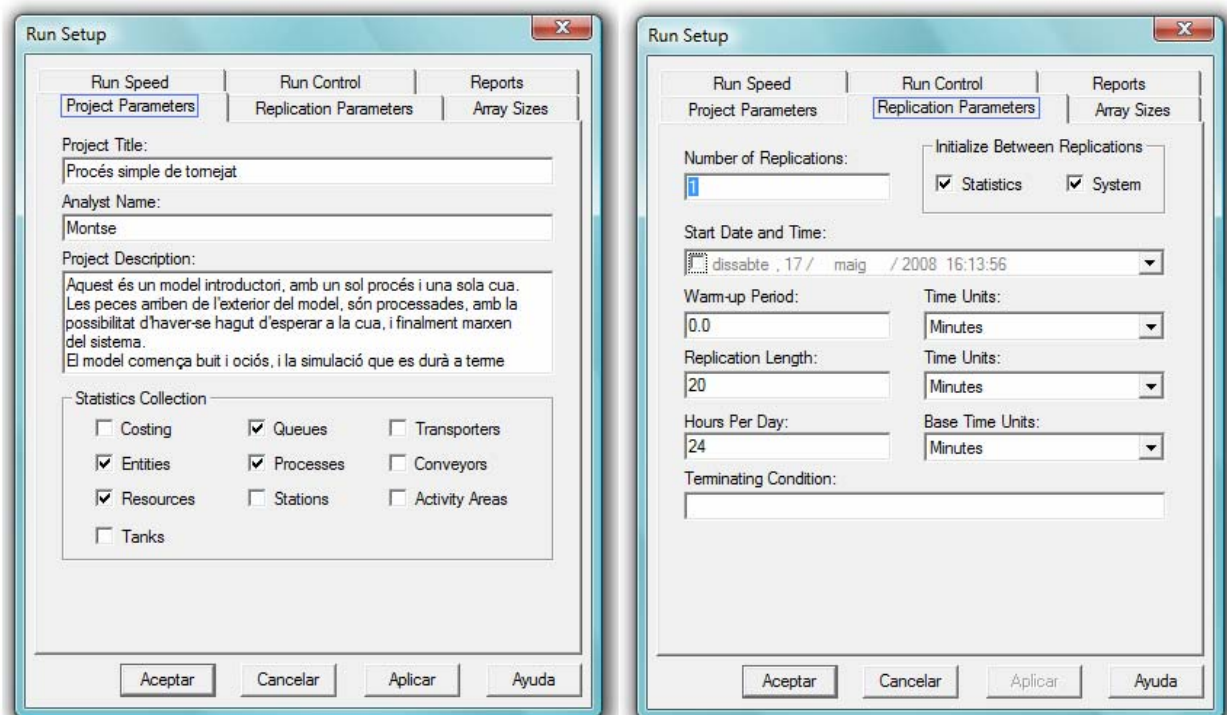 Run Setup
Run Speed
Run Control
Reports
Project Parameters
Replication Parameters
Array Sizes
Project Title:
Procés simple de tornejat
Analyst Name:
Montse
Project Description:
Aquest és un model introductori, amb un sol procés i una sola cua.
Les peces arriben de l'exterior del model, són processades, amb la
possibilitat d'haver-se hagut d'esperar a la cua, i finalment marxen
del sistema.
El model comença buit i ociós, i la simulació que es durà a terme
Statistics Collection
Costing
Queues
Transporters
Entities
Processes
Conveyors
Resources
Stations
Activity Areas
Tanks
Aceptar
Cancelar
Aplicar
Ayuda
Run Setup
Run Speed
Run Control
Reports
Project Parameters
Replication Parameters
Array Sizes
Number of Replications:
1
Initialize Between Replications
Statistics
System
Start Date and Time:
dissabte , 17 / maig / 2008 16:13:56
Warm-up Period:
Time Units:
0.0
Minutes
Replication Length:
Time Units:
20
Minutes
Hours Per Day:
Base Time Units:
24
Minutes
Terminating Condition:
Aceptar
Cancelar
Aplicar
Ayuda